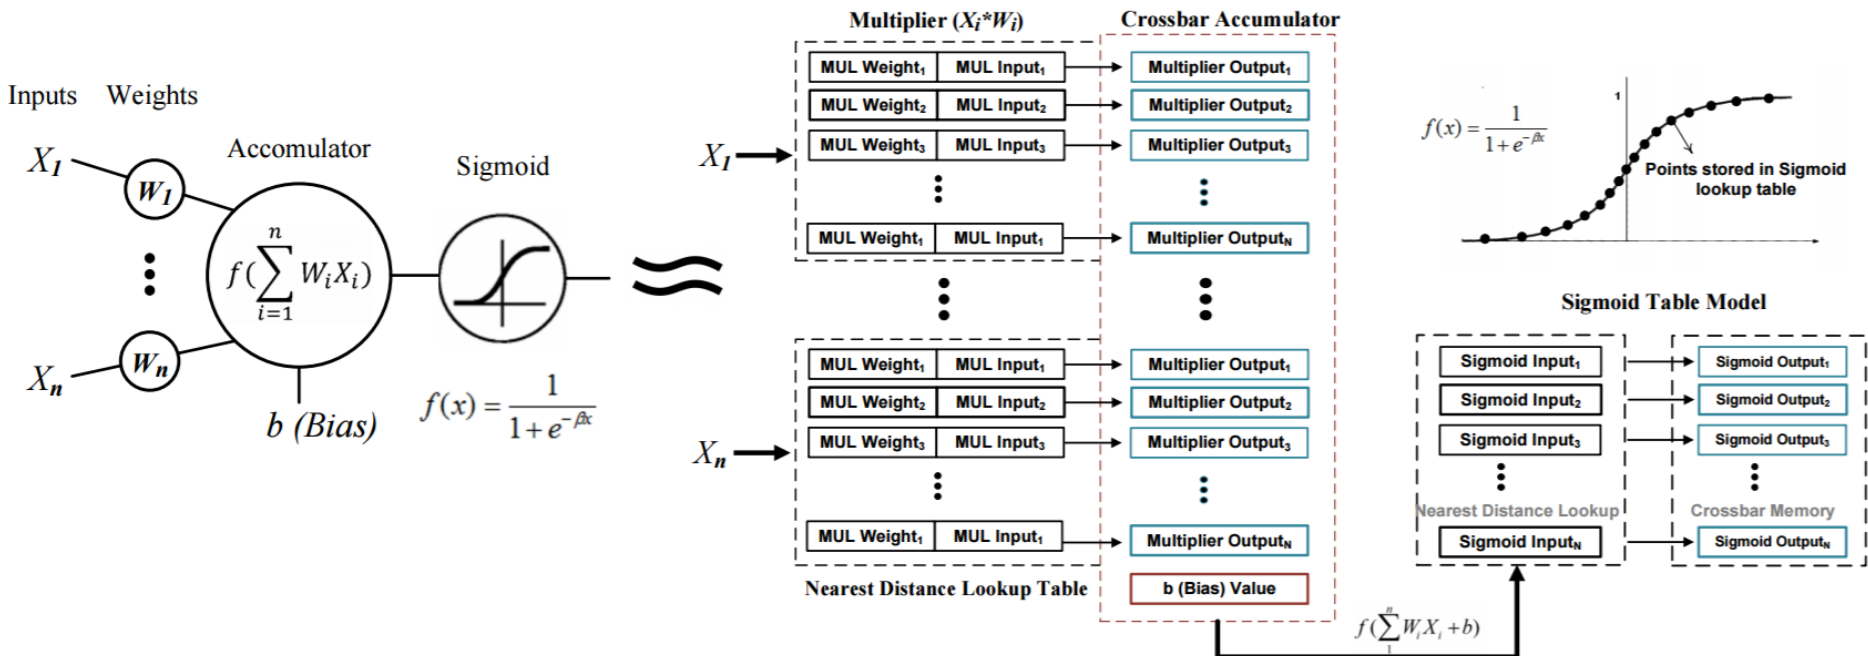 Inputs Weights
X1
W1
Accomulator
Sigmoid
f(∑ i=1 n WiXi)
Xn
Wn
b (Bias)
f(x) = 1 / 1 + e^−βx
Multiplier (Xi*Wi)
Crossbar Accumulator
X1
MUL Weight1 MUL Input1 Multiplier Output1
MUL Weight2 MUL Input2 Multiplier Output2
MUL Weight3 MUL Input3 Multiplier Output3
MUL Weight1 MUL Input1 Multiplier OutputN
Xn
MUL Weight1 MUL Input1 Multiplier Output1
MUL Weight2 MUL Input2 Multiplier Output2
MUL Weight3 MUL Input3 Multiplier Output3
MUL Weight1 MUL Input1 Multiplier OutputN
Nearest Distance Lookup Table
b (Bias) Value
f(∑ 1 n WiXi + b)
1
f(x) = 1 / 1 + e^−βx
Points stored in Sigmoid
lookup table
Sigmoid Table Model
Sigmoid Input1 Sigmoid Output1
Sigmoid Input2 Sigmoid Output2
Sigmoid Input3 Sigmoid Output3
Nearest Distance Lookup Crossbar Memory
Sigmoid InputN Sigmoid OutputN